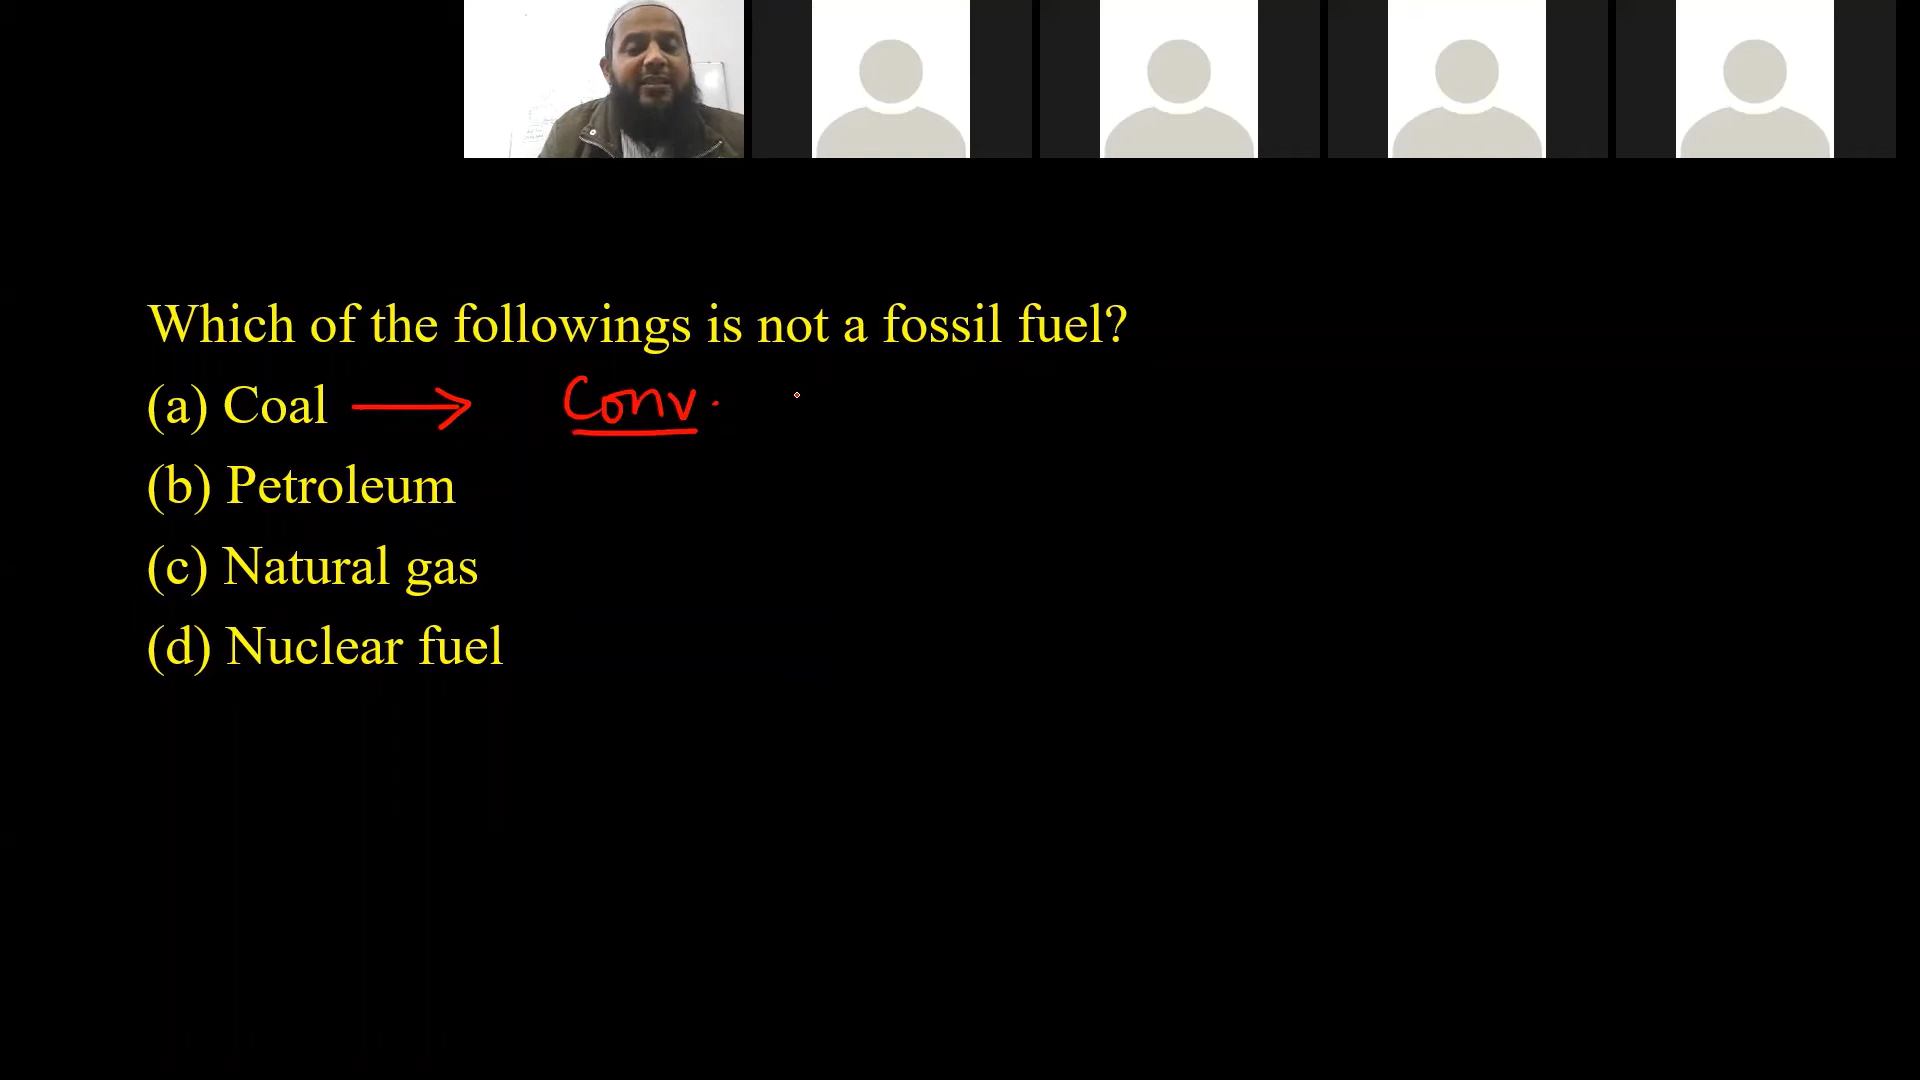 Which of the followings is not a fossil fuel?
(a) Coal → Conv.
(b) Petroleum
(c) Natural gas
(d) Nuclear fuel